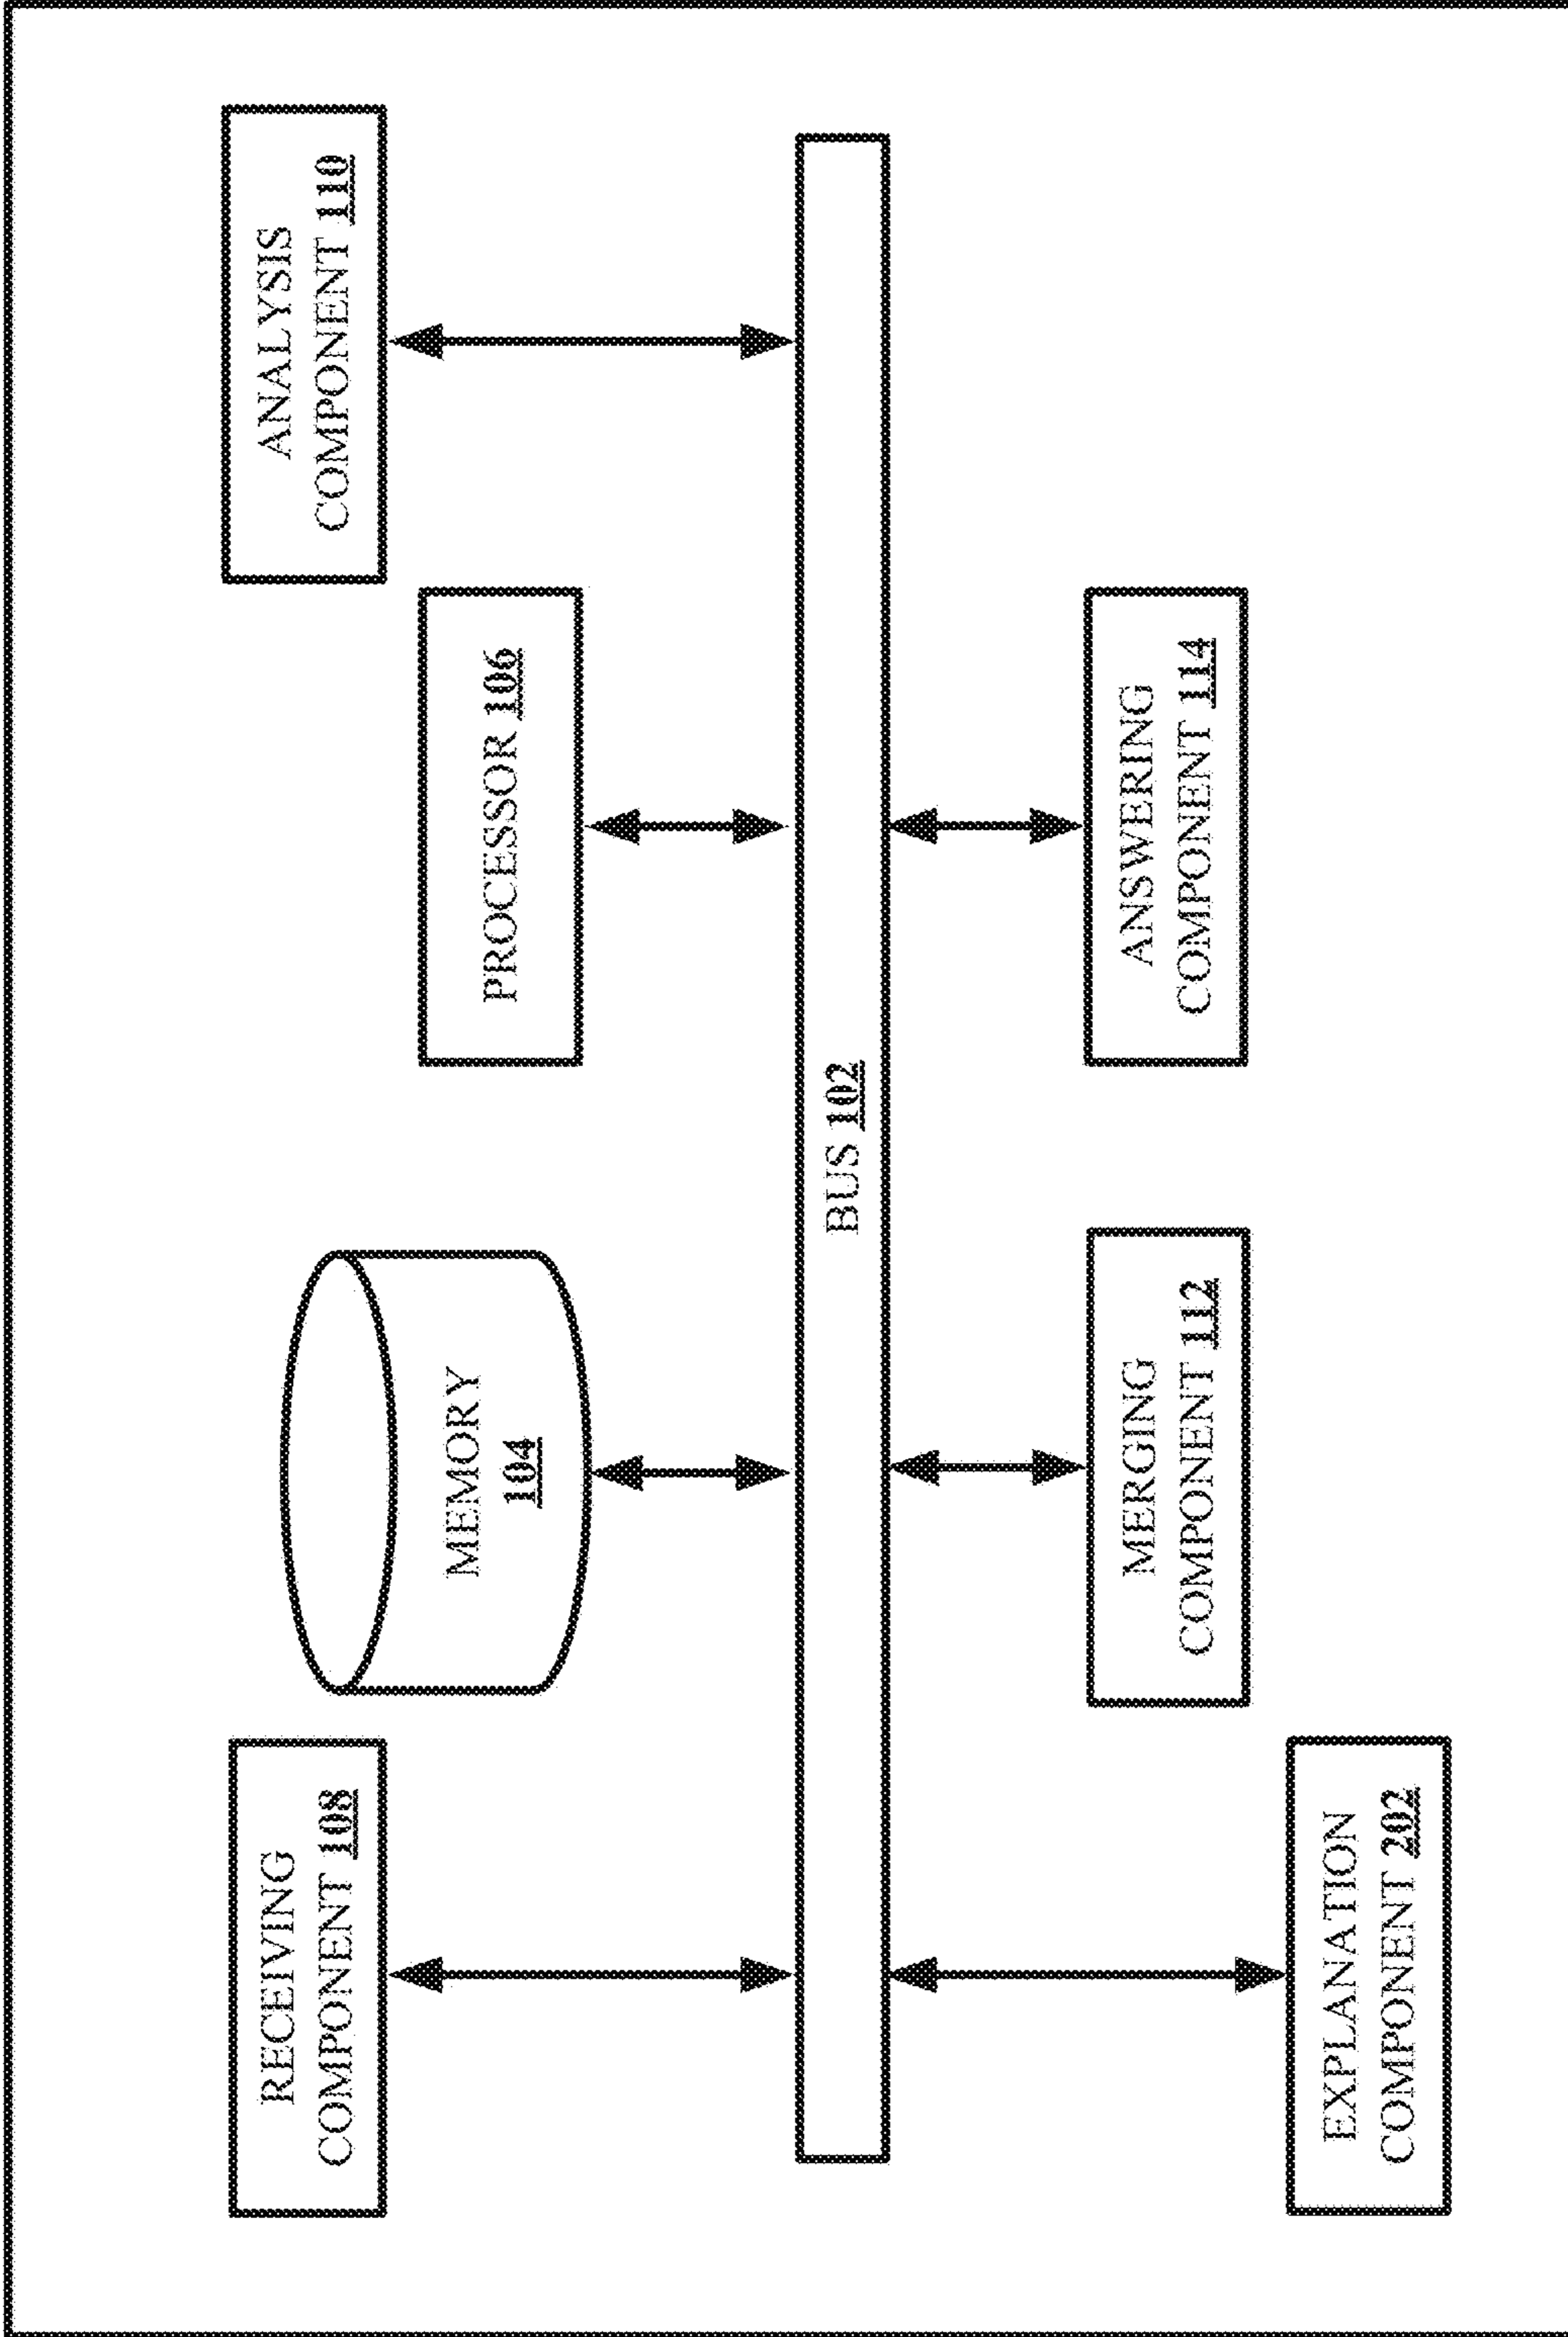 RECEIVING
COMPONENT 108
MEMORY
104
PROCESSOR 106
ANALYSIS
COMPONENT 110
BUS 102
EXPLANATION
COMPONENT 202
MERGING
COMPONENT 112
ANSWERING
COMPONENT 114